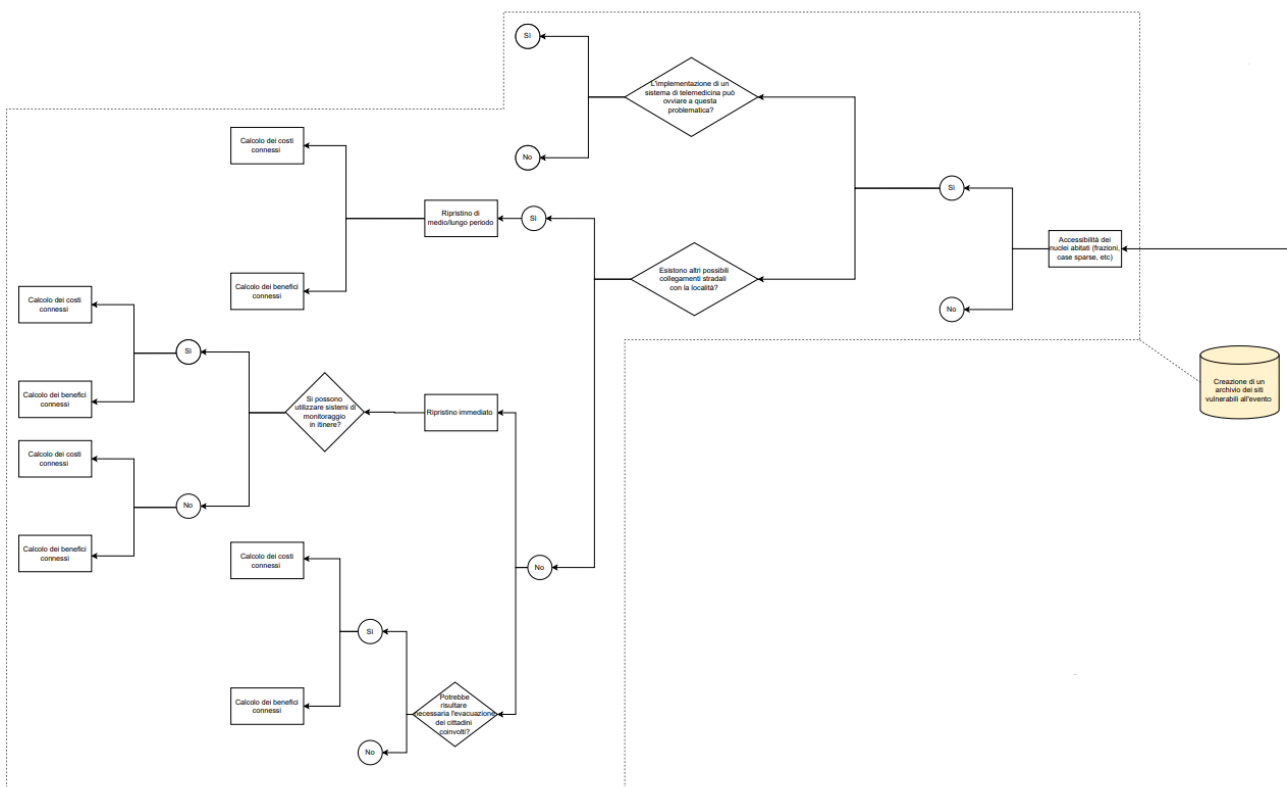 Sì
L'implementazione di un
sistema di telemedicina può
ovviare a questa
problematica?
No
Calcolo dei costi
connessi
Sì
Ripristino di
medio/lungo periodo
Sì
Accessibilità dei
nuclei abitati (frazioni,
case sparse, etc)
Esistono altri possibili
collegamenti stradali
con la località?
Calcolo dei benefici
connessi
No
Calcolo dei costi
connessi
Sì
Calcolo dei benefici
connessi
Si possono
utilizzare sistemi di
monitoraggio
in itinere?
Ripristino immediato
Creazione di un
archivio dei siti
vulnerabili all'evento
Calcolo dei costi
connessi
No
Calcolo dei benefici
connessi
Calcolo dei costi
connessi
No
Sì
Calcolo dei benefici
connessi
Potrebbe
risultare
necessaria l'evacuazione
dei cittadini
coinvolti?
No